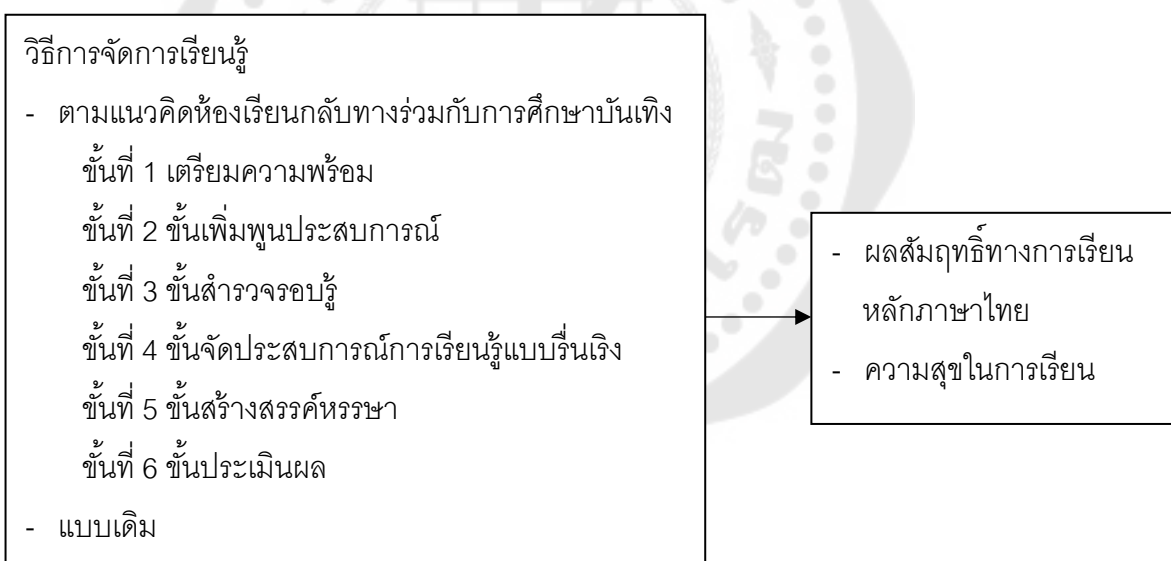 วิธีการจัดการเรียนรู้
- ตามแนวคิดห้องเรียนกลับทางร่วมกับการศึกษาบันเทิง
ขั้นที่ 1 เตรียมความพร้อม
ขั้นที่ 2 ขั้นเพิ่มพูนประสบการณ์
ขั้นที่ 3 ขั้นสำรวจรอบรู้
ขั้นที่ 4 ขั้นจัดประสบการณ์การเรียนรู้แบบรื่นเริง
ขั้นที่ 5 ขั้นสร้างสรรค์หรรษา
ขั้นที่ 6 ขั้นประเมินผล
- แบบเดิม
- ผลสัมฤทธิ์ทางการเรียน
หลักภาษาไทย
- ความสุขในการเรียน